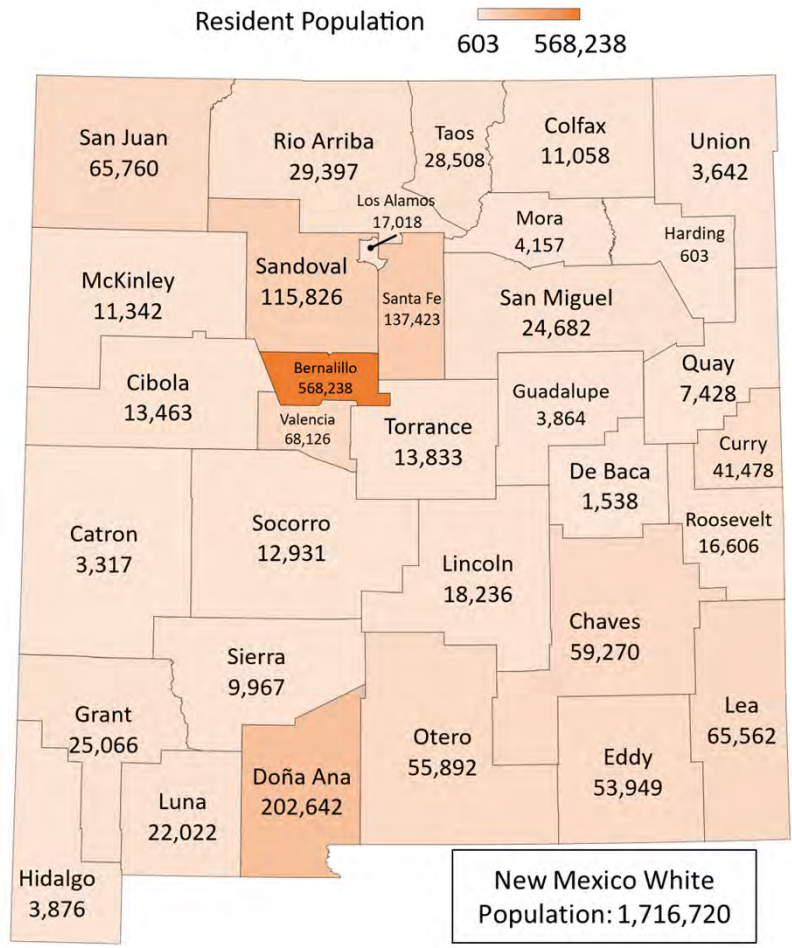 Resident Population
603 568,238
San Juan
65,760
Rio Arriba
29,397
Taos
28,508
Colfax
11,058
Union
3,642
Los Alamos
17,018
Mora
4,157
Harding
603
McKinley
11,342
Sandoval
115,826
Santa Fe
137,423
San Miguel
24,682
Cibola
13,463
Bernalillo
568,238
Valencia
68,126
Torrance
13,833
Guadalupe
3,864
Quay
7,428
Curry
41,478
De Baca
1,538
Roosevelt
16,606
Catron
3,317
Socorro
12,931
Lincoln
18,236
Chaves
59,270
Sierra
9,967
Grant
25,066
Otero
55,892
Eddy
53,949
Lea
65,562
Luna
22,022
Doña Ana
202,642
Hidalgo
3,876
New Mexico White
Population: 1,716,720